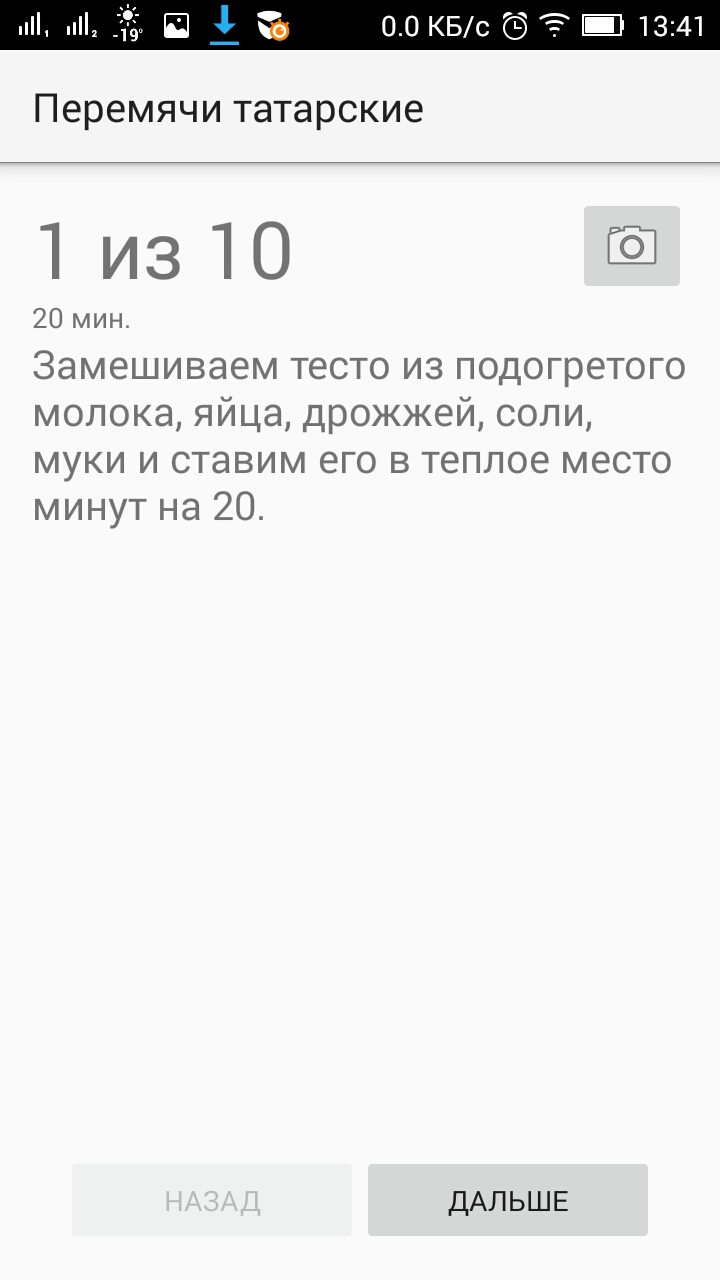 -19° 0.0 КБ/с 13:41
Перемячи татарские
1 из 10
20 мин.
Замешиваем тесто из подогретого
молока, яйца, дрожжей, соли,
муки и ставим его в теплое место
минут на 20.
НАЗАД ДАЛЬШЕ